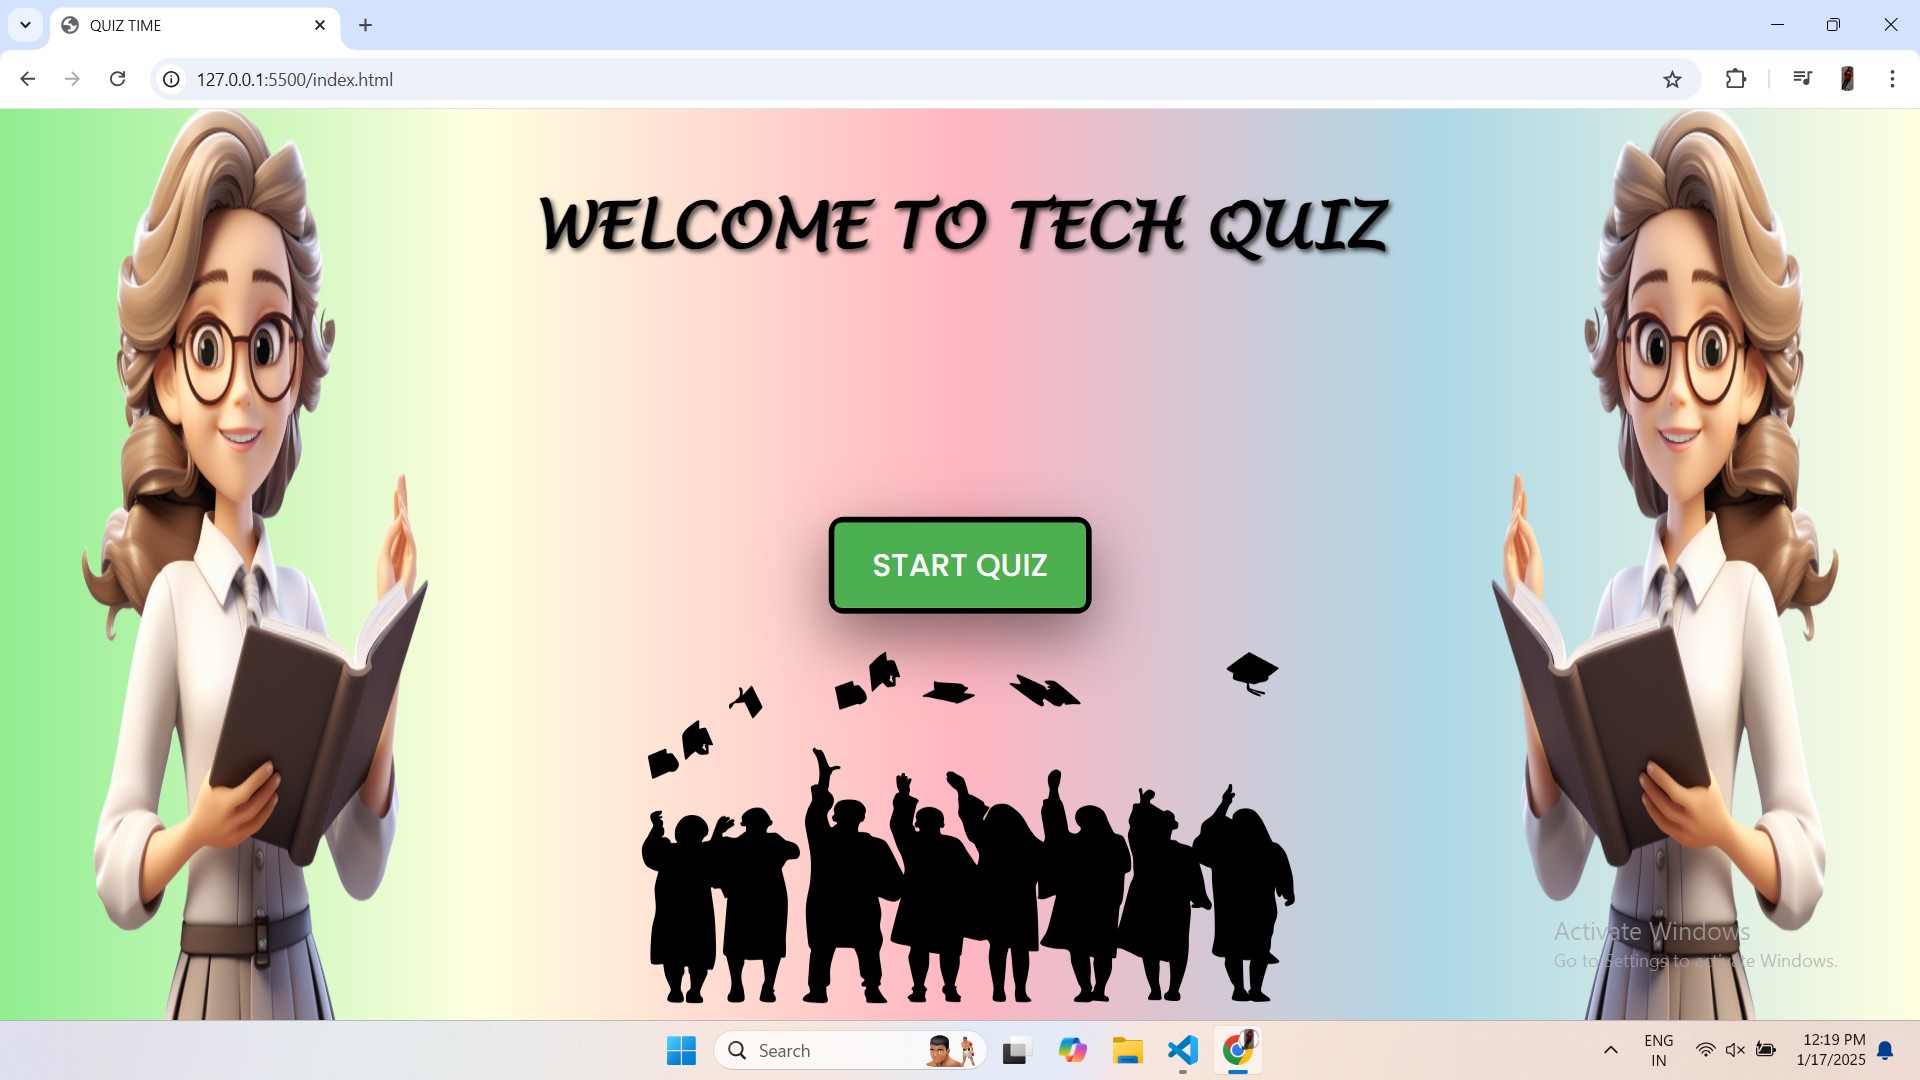 QUIZ TIME
127.0.0.1:5500/index.html
WELCOME TO TECH QUIZ
START QUIZ
Activate Windows
Go to Settings to activate Windows.
Search
ENG
IN
12:19 PM
1/17/2025